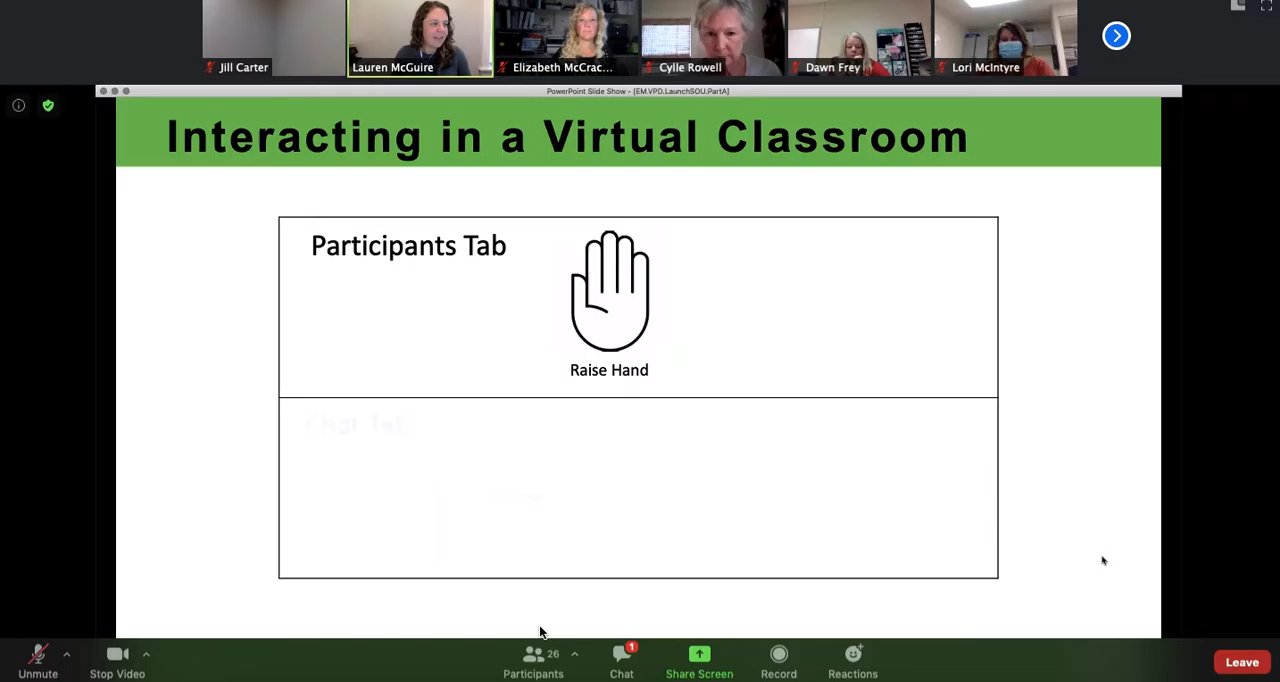 Jill Carter
Lauren McGuire
Elizabeth McCrac...
Cylle Rowell
Dawn Frey
Lori McIntyre
PowerPoint Slide Show - [EM.VPD.LaunchSOU.PartA]
Interacting in a Virtual Classroom
Participants Tab
Raise Hand
Chat Tab
26
1
Unmute
Stop Video
Participants
Chat
Share Screen
Record
Reactions
Leave